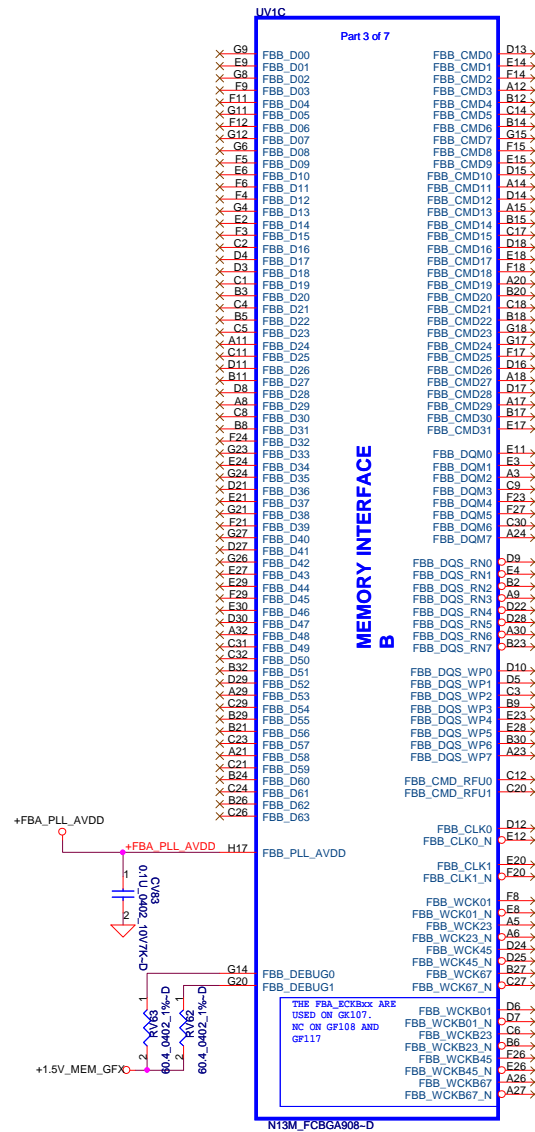 UV1C
Part 3 of 7
G9 FBB_D00 FBB_CMD0 D13
E9 FBB_D01 FBB_CMD1 E14
G8 FBB_D02 FBB_CMD2 F14
F9 FBB_D03 FBB_CMD3 A12
F11 FBB_D04 FBB_CMD4 B12
G11 FBB_D05 FBB_CMD5 C14
F12 FBB_D06 FBB_CMD6 B14
G12 FBB_D07 FBB_CMD7 G15
G6 FBB_D08 FBB_CMD8 F15
F5 FBB_D09 FBB_CMD9 E15
E6 FBB_D10 FBB_CMD10 D15
F6 FBB_D11 FBB_CMD11 A14
F4 FBB_D12 FBB_CMD12 D14
G4 FBB_D13 FBB_CMD13 A15
E2 FBB_D14 FBB_CMD14 B15
F3 FBB_D15 FBB_CMD15 C17
C2 FBB_D16 FBB_CMD16 D18
D4 FBB_D17 FBB_CMD17 E18
D3 FBB_D18 FBB_CMD18 F18
C1 FBB_D19 FBB_CMD19 A20
B3 FBB_D20 FBB_CMD20 B20
C4 FBB_D21 FBB_CMD21 C18
B5 FBB_D22 FBB_CMD22 B18
C5 FBB_D23 FBB_CMD23 G18
A11 FBB_D24 FBB_CMD24 G17
C11 FBB_D25 FBB_CMD25 F17
D11 FBB_D26 FBB_CMD26 D16
B11 FBB_D27 FBB_CMD27 A18
D8 FBB_D28 FBB_CMD28 D17
A8 FBB_D29 FBB_CMD29 A17
C8 FBB_D30 FBB_CMD30 B17
B8 FBB_D31 FBB_CMD31 E17
F24 FBB_D32
G23 FBB_D33 FBB_DQM0 E11
E24 FBB_D34 FBB_DQM1 E3
G24 FBB_D35 FBB_DQM2 A3
D21 FBB_D36 FBB_DQM3 C9
E21 FBB_D37 FBB_DQM4 F23
G21 FBB_D38 FBB_DQM5 F27
F21 FBB_D39 FBB_DQM6 C30
G27 FBB_D40 FBB_DQM7 A24
D27 FBB_D41
G26 FBB_D42 FBB_DQS_RN0 D9
E27 FBB_D43 FBB_DQS_RN1 E4
E29 FBB_D44 FBB_DQS_RN2 B2
F29 FBB_D45 FBB_DQS_RN3 A9
E30 FBB_D46 FBB_DQS_RN4 D22
D30 FBB_D47 FBB_DQS_RN5 D28
A32 FBB_D48 FBB_DQS_RN6 A30
C31 FBB_D49 FBB_DQS_RN7 B23
C32 FBB_D50
B32 FBB_D51 FBB_DQS_WP0 D10
D29 FBB_D52 FBB_DQS_WP1 D5
A29 FBB_D53 FBB_DQS_WP2 C3
C29 FBB_D54 FBB_DQS_WP3 B9
B29 FBB_D55 FBB_DQS_WP4 E23
B21 FBB_D56 FBB_DQS_WP5 E28
C23 FBB_D57 FBB_DQS_WP6 B30
A21 FBB_D58 FBB_DQS_WP7 A23
C21 FBB_D59
B24 FBB_D60 FBB_CMD_RFU0 C12
C24 FBB_D61 FBB_CMD_RFU1 C20
B26 FBB_D62
C26 FBB_D63
MEMORY INTERFACE
B
FBB_CLK0 D12
FBB_CLK0_N E12
+FBA_PLL_AVDD
+FBA_PLL_AVDD H17 FBB_PLL_AVDD
FBB_CLK1 E20
FBB_CLK1_N F20
1
2
CV83
0.1U_0402_10V7K~D
FBB_WCK01 F8
FBB_WCK01_N E8
FBB_WCK23 A5
FBB_WCK23_N A6
FBB_WCK45 D24
FBB_WCK45_N D25
FBB_WCK67 B27
FBB_WCK67_N C27
G14 FBB_DEBUG0
G20 FBB_DEBUG1
1
2
RV63
60.4_0402_1%~D
1
2
RV62
60.4_0402_1%~D
+1.5V_MEM_GFX
THE FBA_ECKBxx ARE
USED ON GK107.
NC ON GF108 AND
GF117
FBB_WCKB01 D6
FBB_WCKB01_N D7
FBB_WCKB23 C6
FBB_WCKB23_N B6
FBB_WCKB45 F26
FBB_WCKB45_N E26
FBB_WCKB67 A26
FBB_WCKB67_N A27
N13M_FCBGA908~D